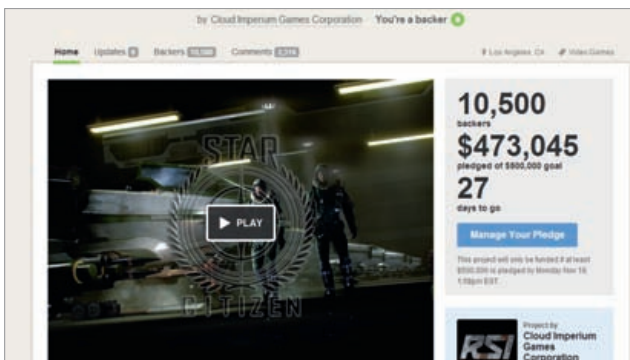 by Cloud Imperium Games Corporation You're a backer
Home Updates Backers 10,500 Comments
Los Angeles, CA Video Games
STAR
CITIZEN
PLAY
10,500
backers
$473,045
pledged of $500,000 goal
27
days to go
Manage Your Pledge
This project will only be funded if at least
$500,000 is pledged by Monday Nov 19,
RSI
Project by
Cloud Imperium
Games
Corporation